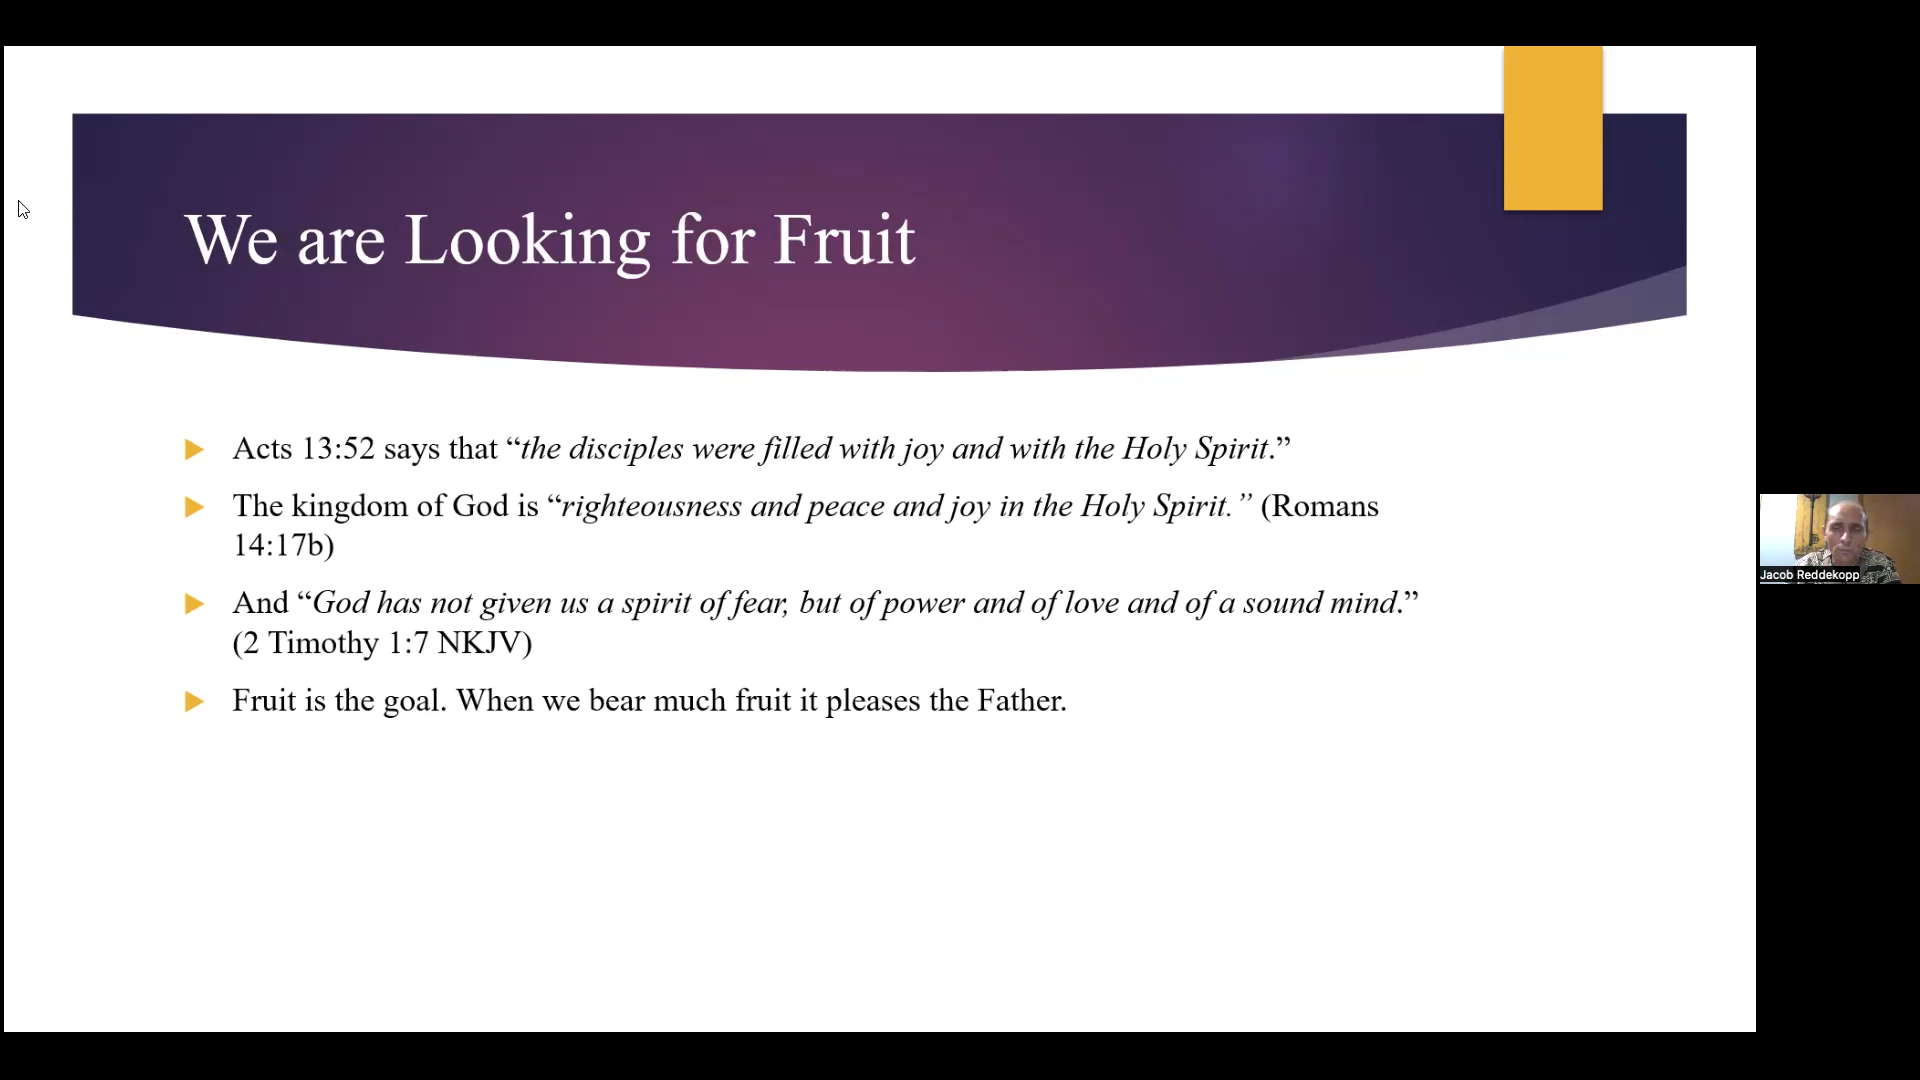 We are Looking for Fruit
Acts 13:52 says that “the disciples were filled with joy and with the Holy Spirit.”
The kingdom of God is “righteousness and peace and joy in the Holy Spirit.” (Romans
14:17b)
And “God has not given us a spirit of fear, but of power and of love and of a sound mind.”
(2 Timothy 1:7 NKJV)
Fruit is the goal. When we bear much fruit it pleases the Father.
Jacob Reddekopp